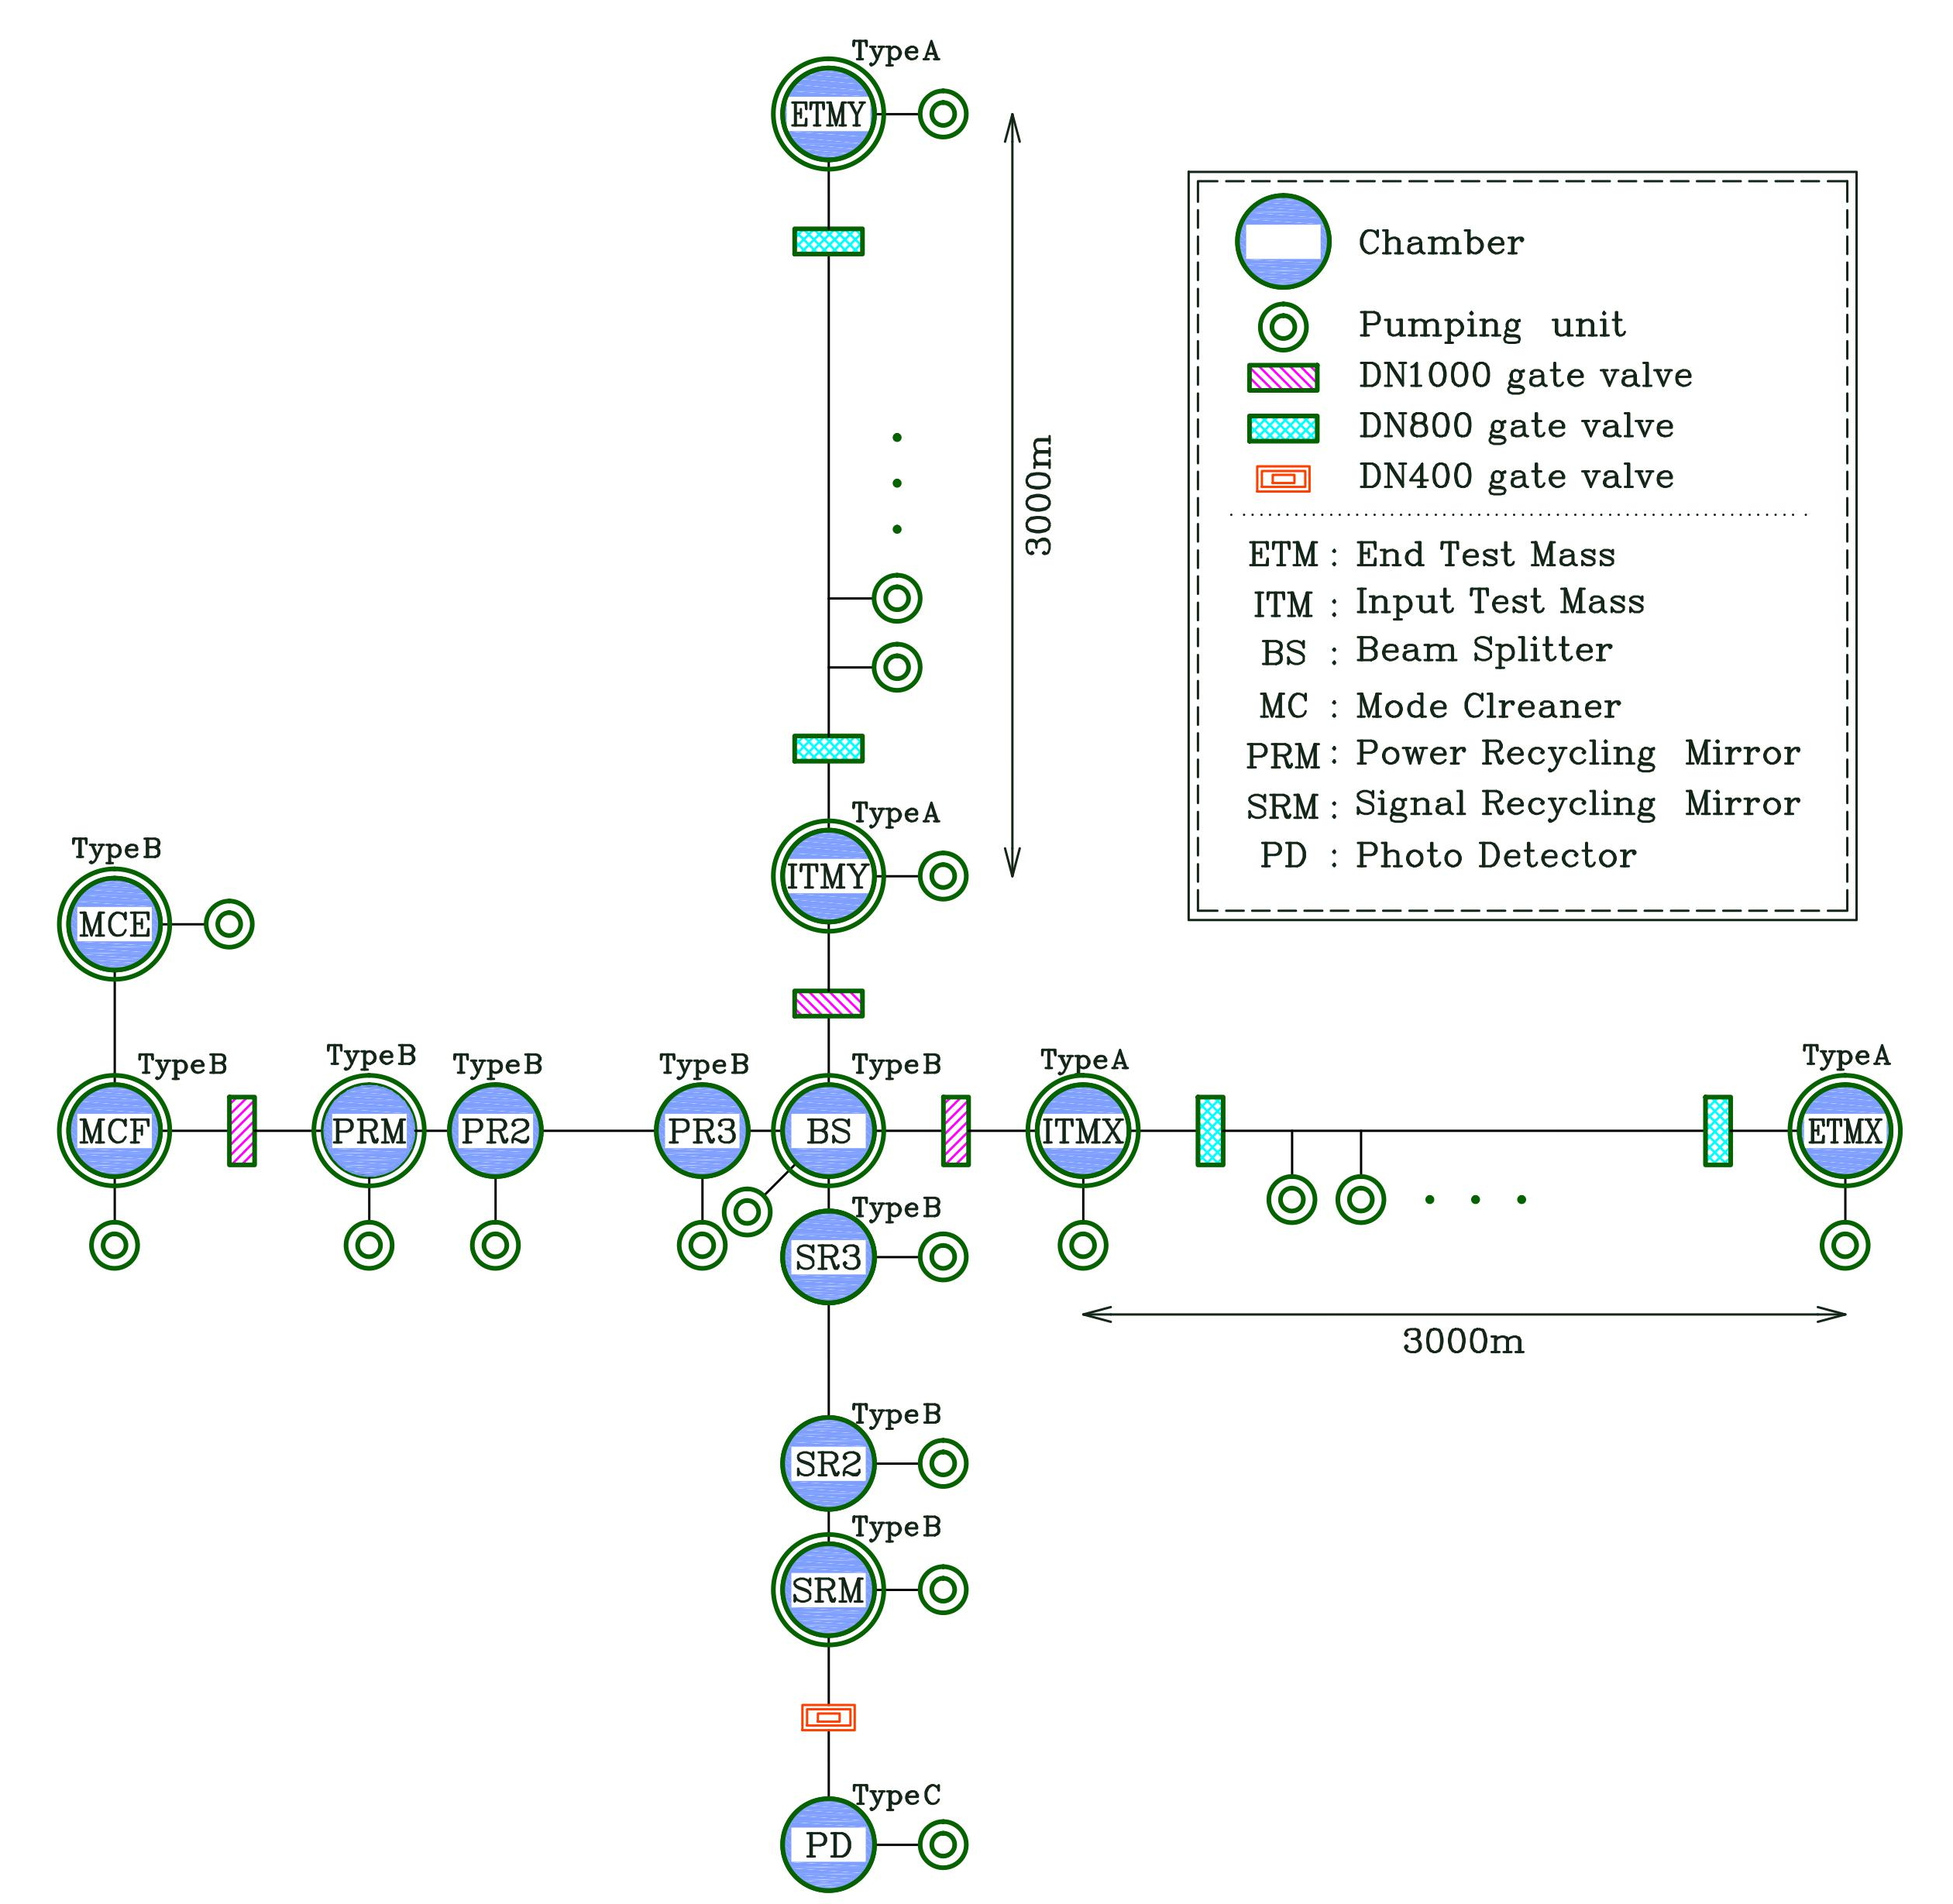 TypeA
ETMY
Chamber
Pumping unit
DN1000 gate valve
DN800 gate valve
DN400 gate valve
ETM : End Test Mass
ITM : Input Test Mass
BS : Beam Splitter
MC : Mode Clreaner
PRM : Power Recycling Mirror
SRM : Signal Recycling Mirror
PD : Photo Detector
3000m
TypeA
ITMY
TypeB
MCE
TypeB
MCF
TypeB
PRM
TypeB
PR2
TypeB
PR3
TypeB
BS
TypeA
ITMX
TypeA
ETMX
TypeB
SR3
3000m
TypeB
SR2
TypeB
SRM
TypeC
PD